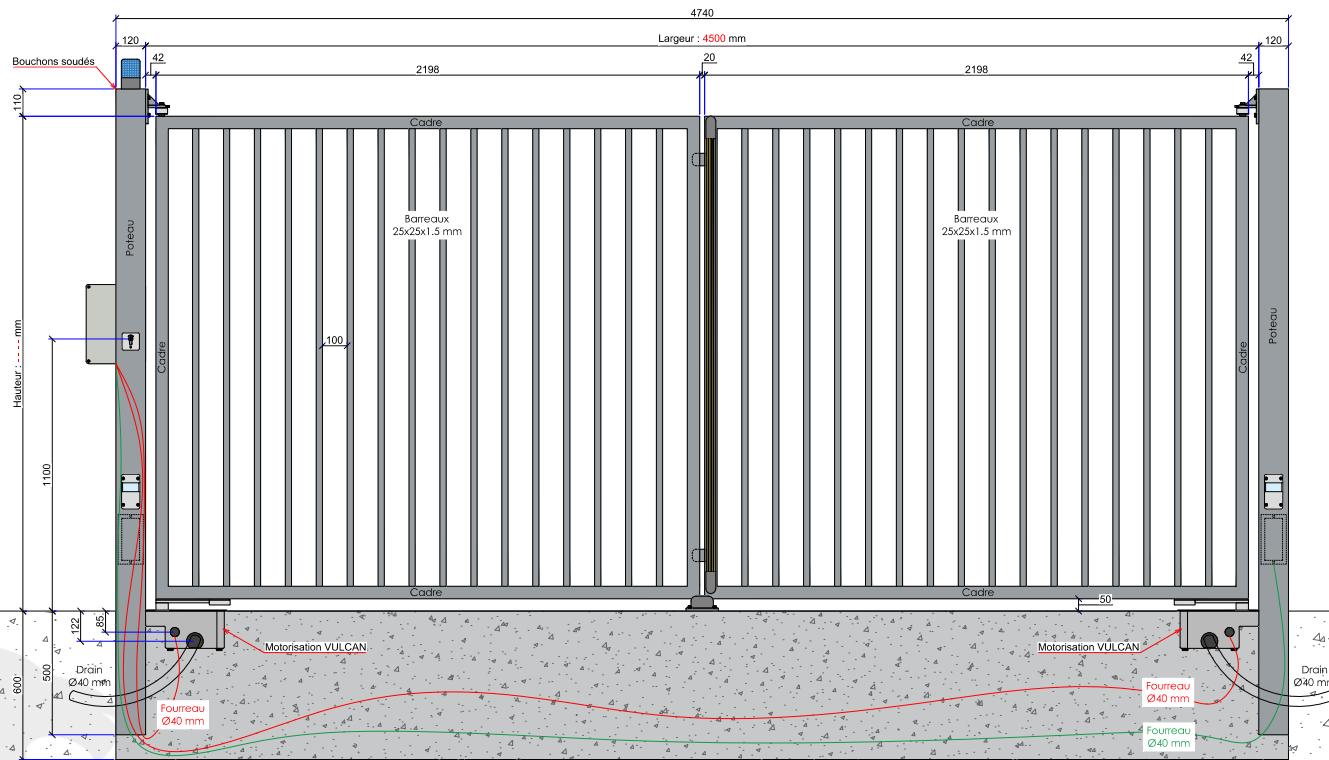 4740
120
Largeur : 4500 mm
120
Bouchons soudés
42
2198
20
2198
42
110
Cadre
Cadre
Poteau
Barreaux
25x25x1.5 mm
Barreaux
25x25x1.5 mm
Hauteur : ---- mm
Cadre
100
Cadre
Poteau
1100
Cadre
Cadre
50
122
85
Motorisation VULCAN
Motorisation VULCAN
600
500
Drain
Ø40 mm
Fourreau
Ø40 mm
Fourreau
Ø40 mm
Fourreau
Ø40 mm
Drain
Ø40 mm